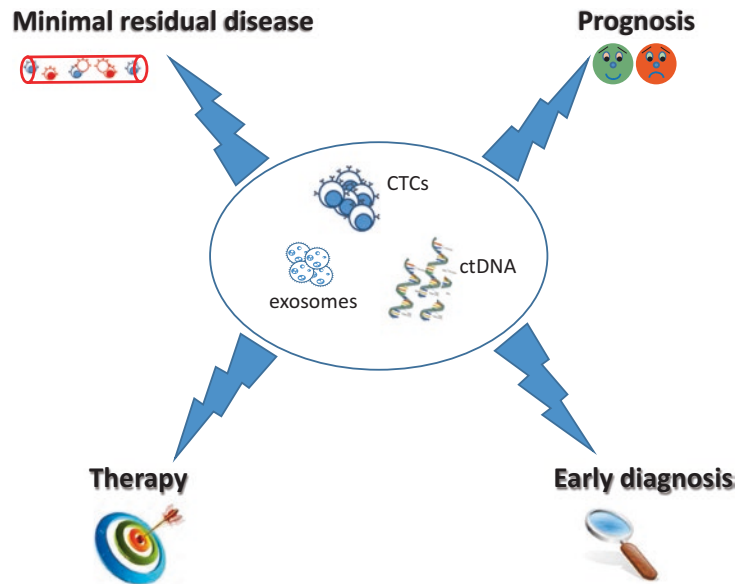 Minimal residual disease
Prognosis
CTCs
ctDNA
exosomes
Therapy
Early diagnosis